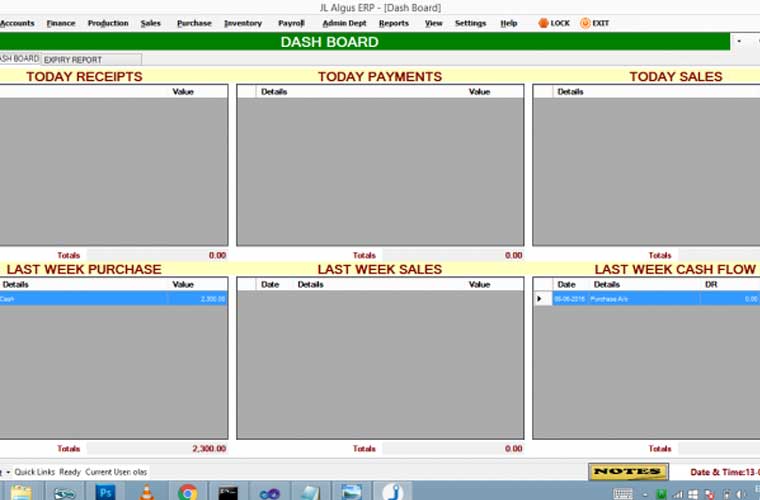 JL Algus ERP - [Dash Board]
Accounts Finance Production Sales Purchase Inventory Payroll Admin Dept Reports View Settings Help LOCK EXIT
DASH BOARD
ASH BOARD EXPIRY REPORT
TODAY RECEIPTS TODAY PAYMENTS TODAY SALES
Value Details Value Details
Totals 0.00 Totals 0.00 Totals
LAST WEEK PURCHASE LAST WEEK SALES LAST WEEK CASH FLOW
Details Value Date Details Value Date Details DR
Cash 2,300.00 06-06-2016 Purchase A/c 0.00
Totals 2,300.00 Totals 0.00 Totals
Quick Links Ready Current User: olas NOTES Date & Time:13-0
Ps